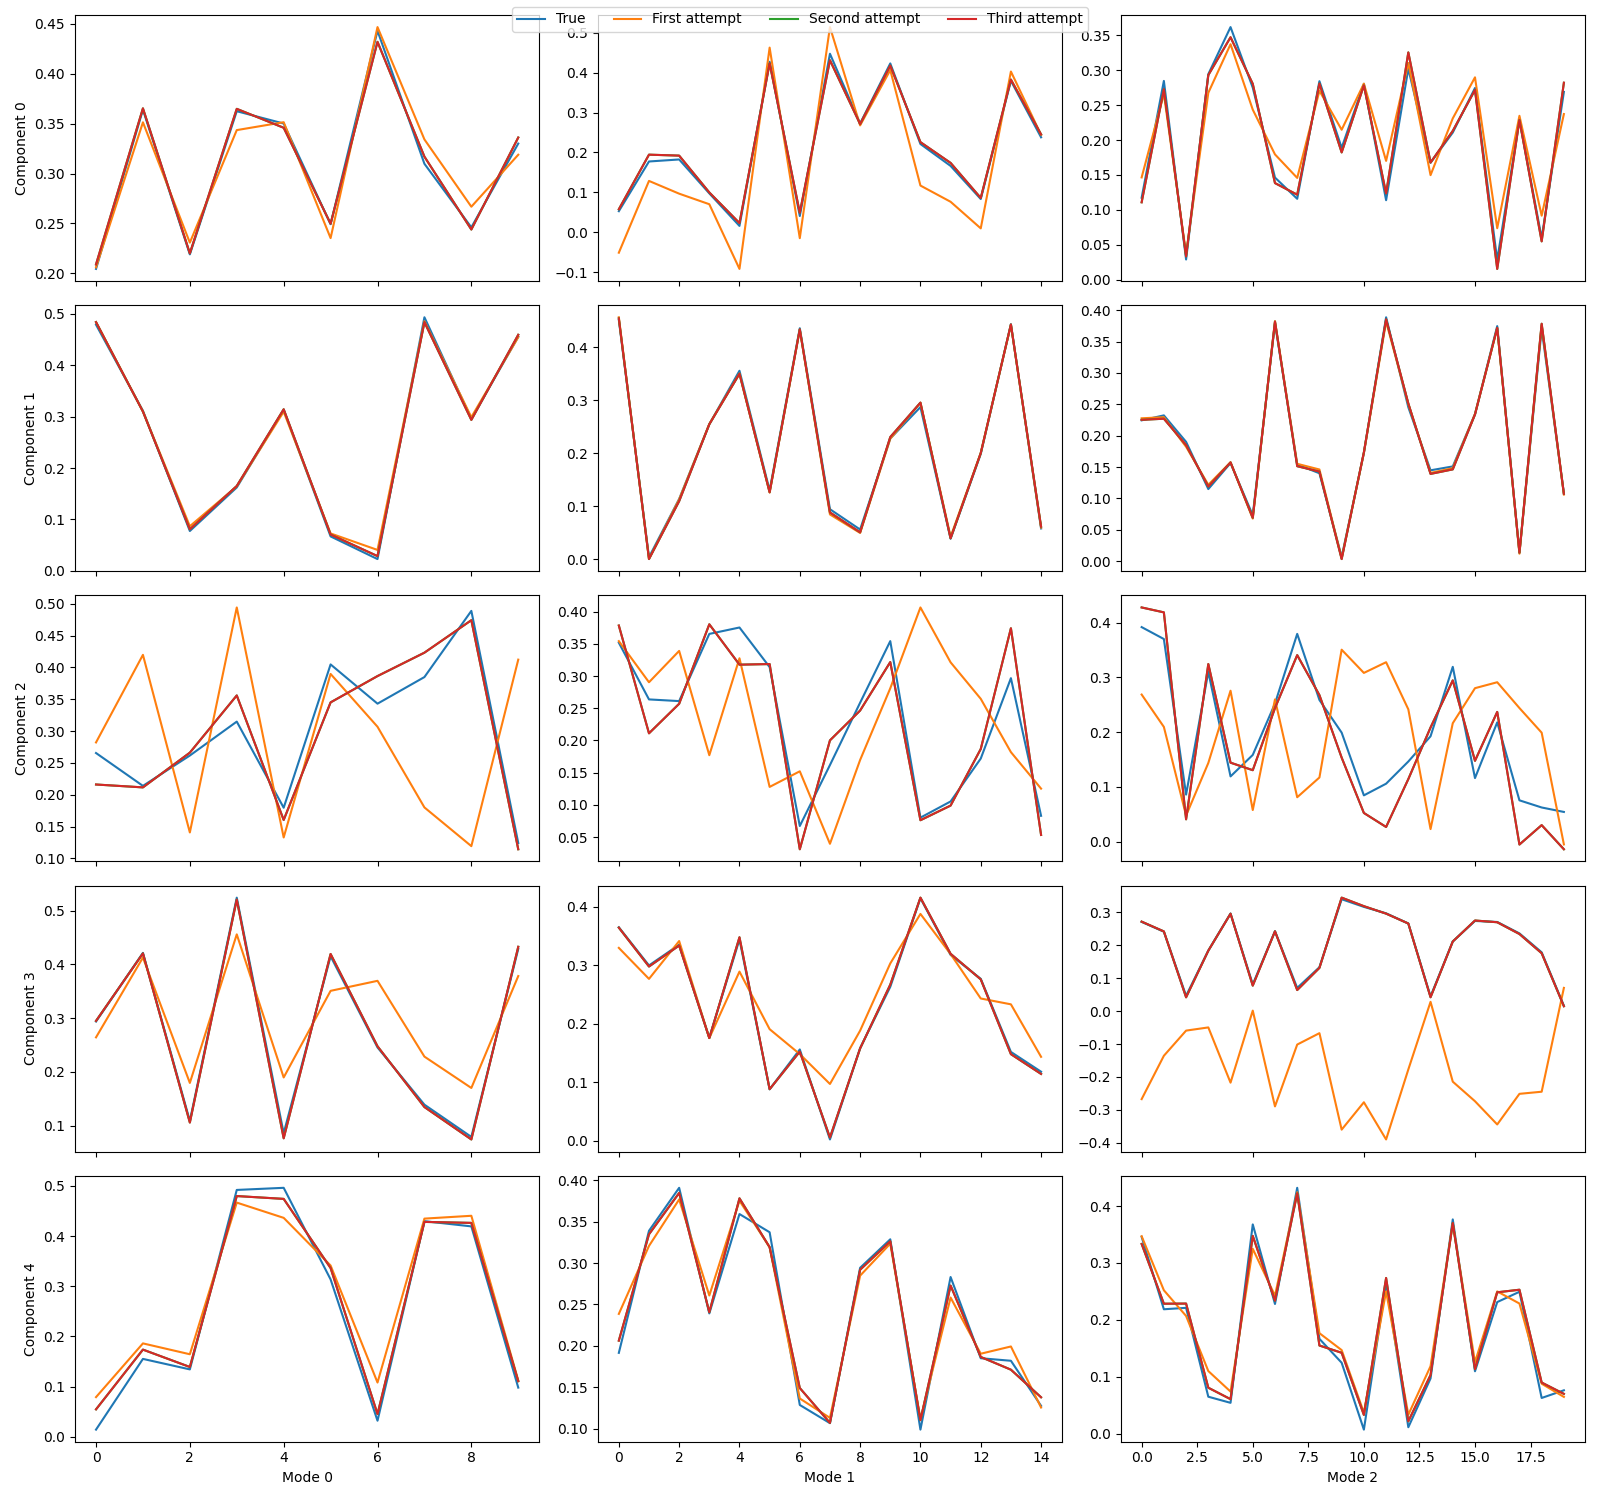 True First attempt Second attempt Third attempt
0.45 0.40 0.35 0.30 0.25 0.20
Component 0
0.5 0.4 0.3 0.2 0.1 0.0 −0.1
0.35 0.30 0.25 0.20 0.15 0.10 0.05 0.00
0.5 0.4 0.3 0.2 0.1 0.0
Component 1
0.4 0.3 0.2 0.1 0.0
0.40 0.35 0.30 0.25 0.20 0.15 0.10 0.05 0.00
0.50 0.45 0.40 0.35 0.30 0.25 0.20 0.15 0.10
Component 2
0.40 0.35 0.30 0.25 0.20 0.15 0.10 0.05
0.4 0.3 0.2 0.1 0.0
0.5 0.4 0.3 0.2 0.1
Component 3
0.4 0.3 0.2 0.1 0.0
0.3 0.2 0.1 0.0 −0.1 −0.2 −0.3 −0.4
0.5 0.4 0.3 0.2 0.1 0.0
Component 4
0.40 0.35 0.30 0.25 0.20 0.15 0.10
0.4 0.3 0.2 0.1 0.0
0 2 4 6 8
Mode 0
0 2 4 6 8 10 12 14
Mode 1
0.0 2.5 5.0 7.5 10.0 12.5 15.0 17.5
Mode 2